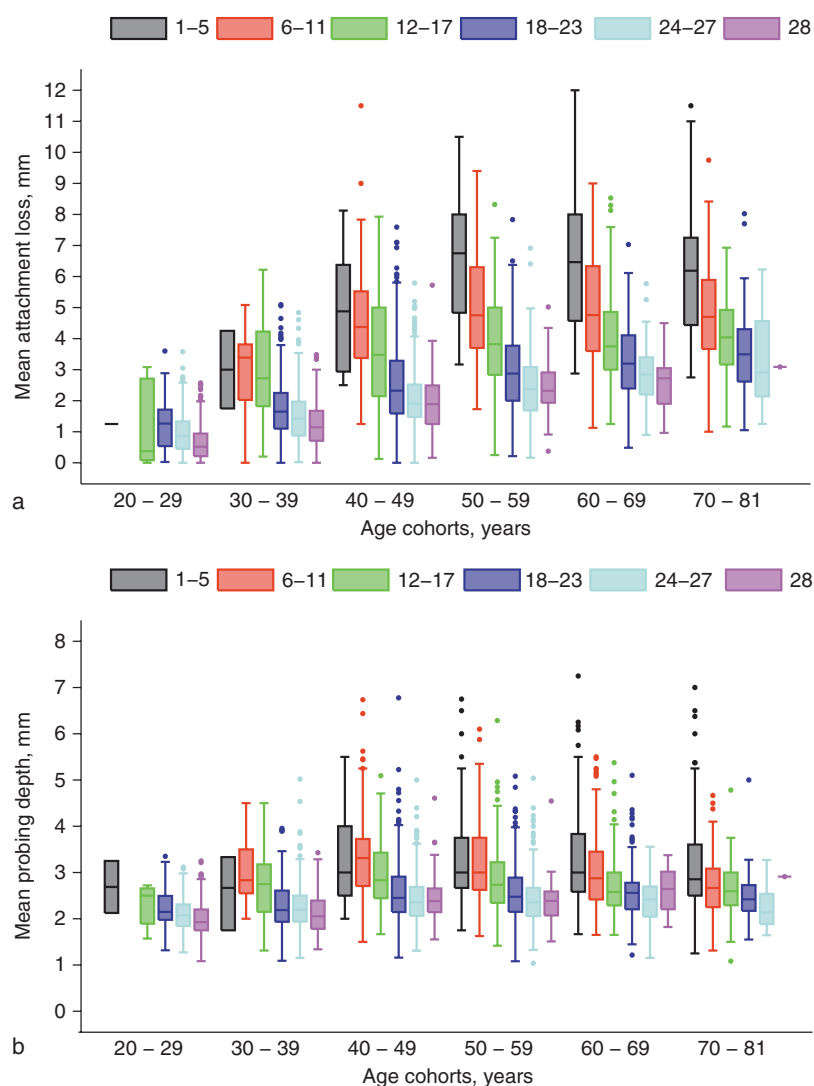 1–5 6–11 12–17 18–23 24–27 28
12
11
10
9
8
7
6
5
4
3
2
1
0
Mean attachment loss, mm
20 – 29 30 – 39 40 – 49 50 – 59 60 – 69 70 – 81
a
Age cohorts, years
1–5 6–11 12–17 18–23 24–27 28
8
7
6
5
4
3
2
1
0
Mean probing depth, mm
b
20 – 29 30 – 39 40 – 49 50 – 59 60 – 69 70 – 81
Age cohorts, years